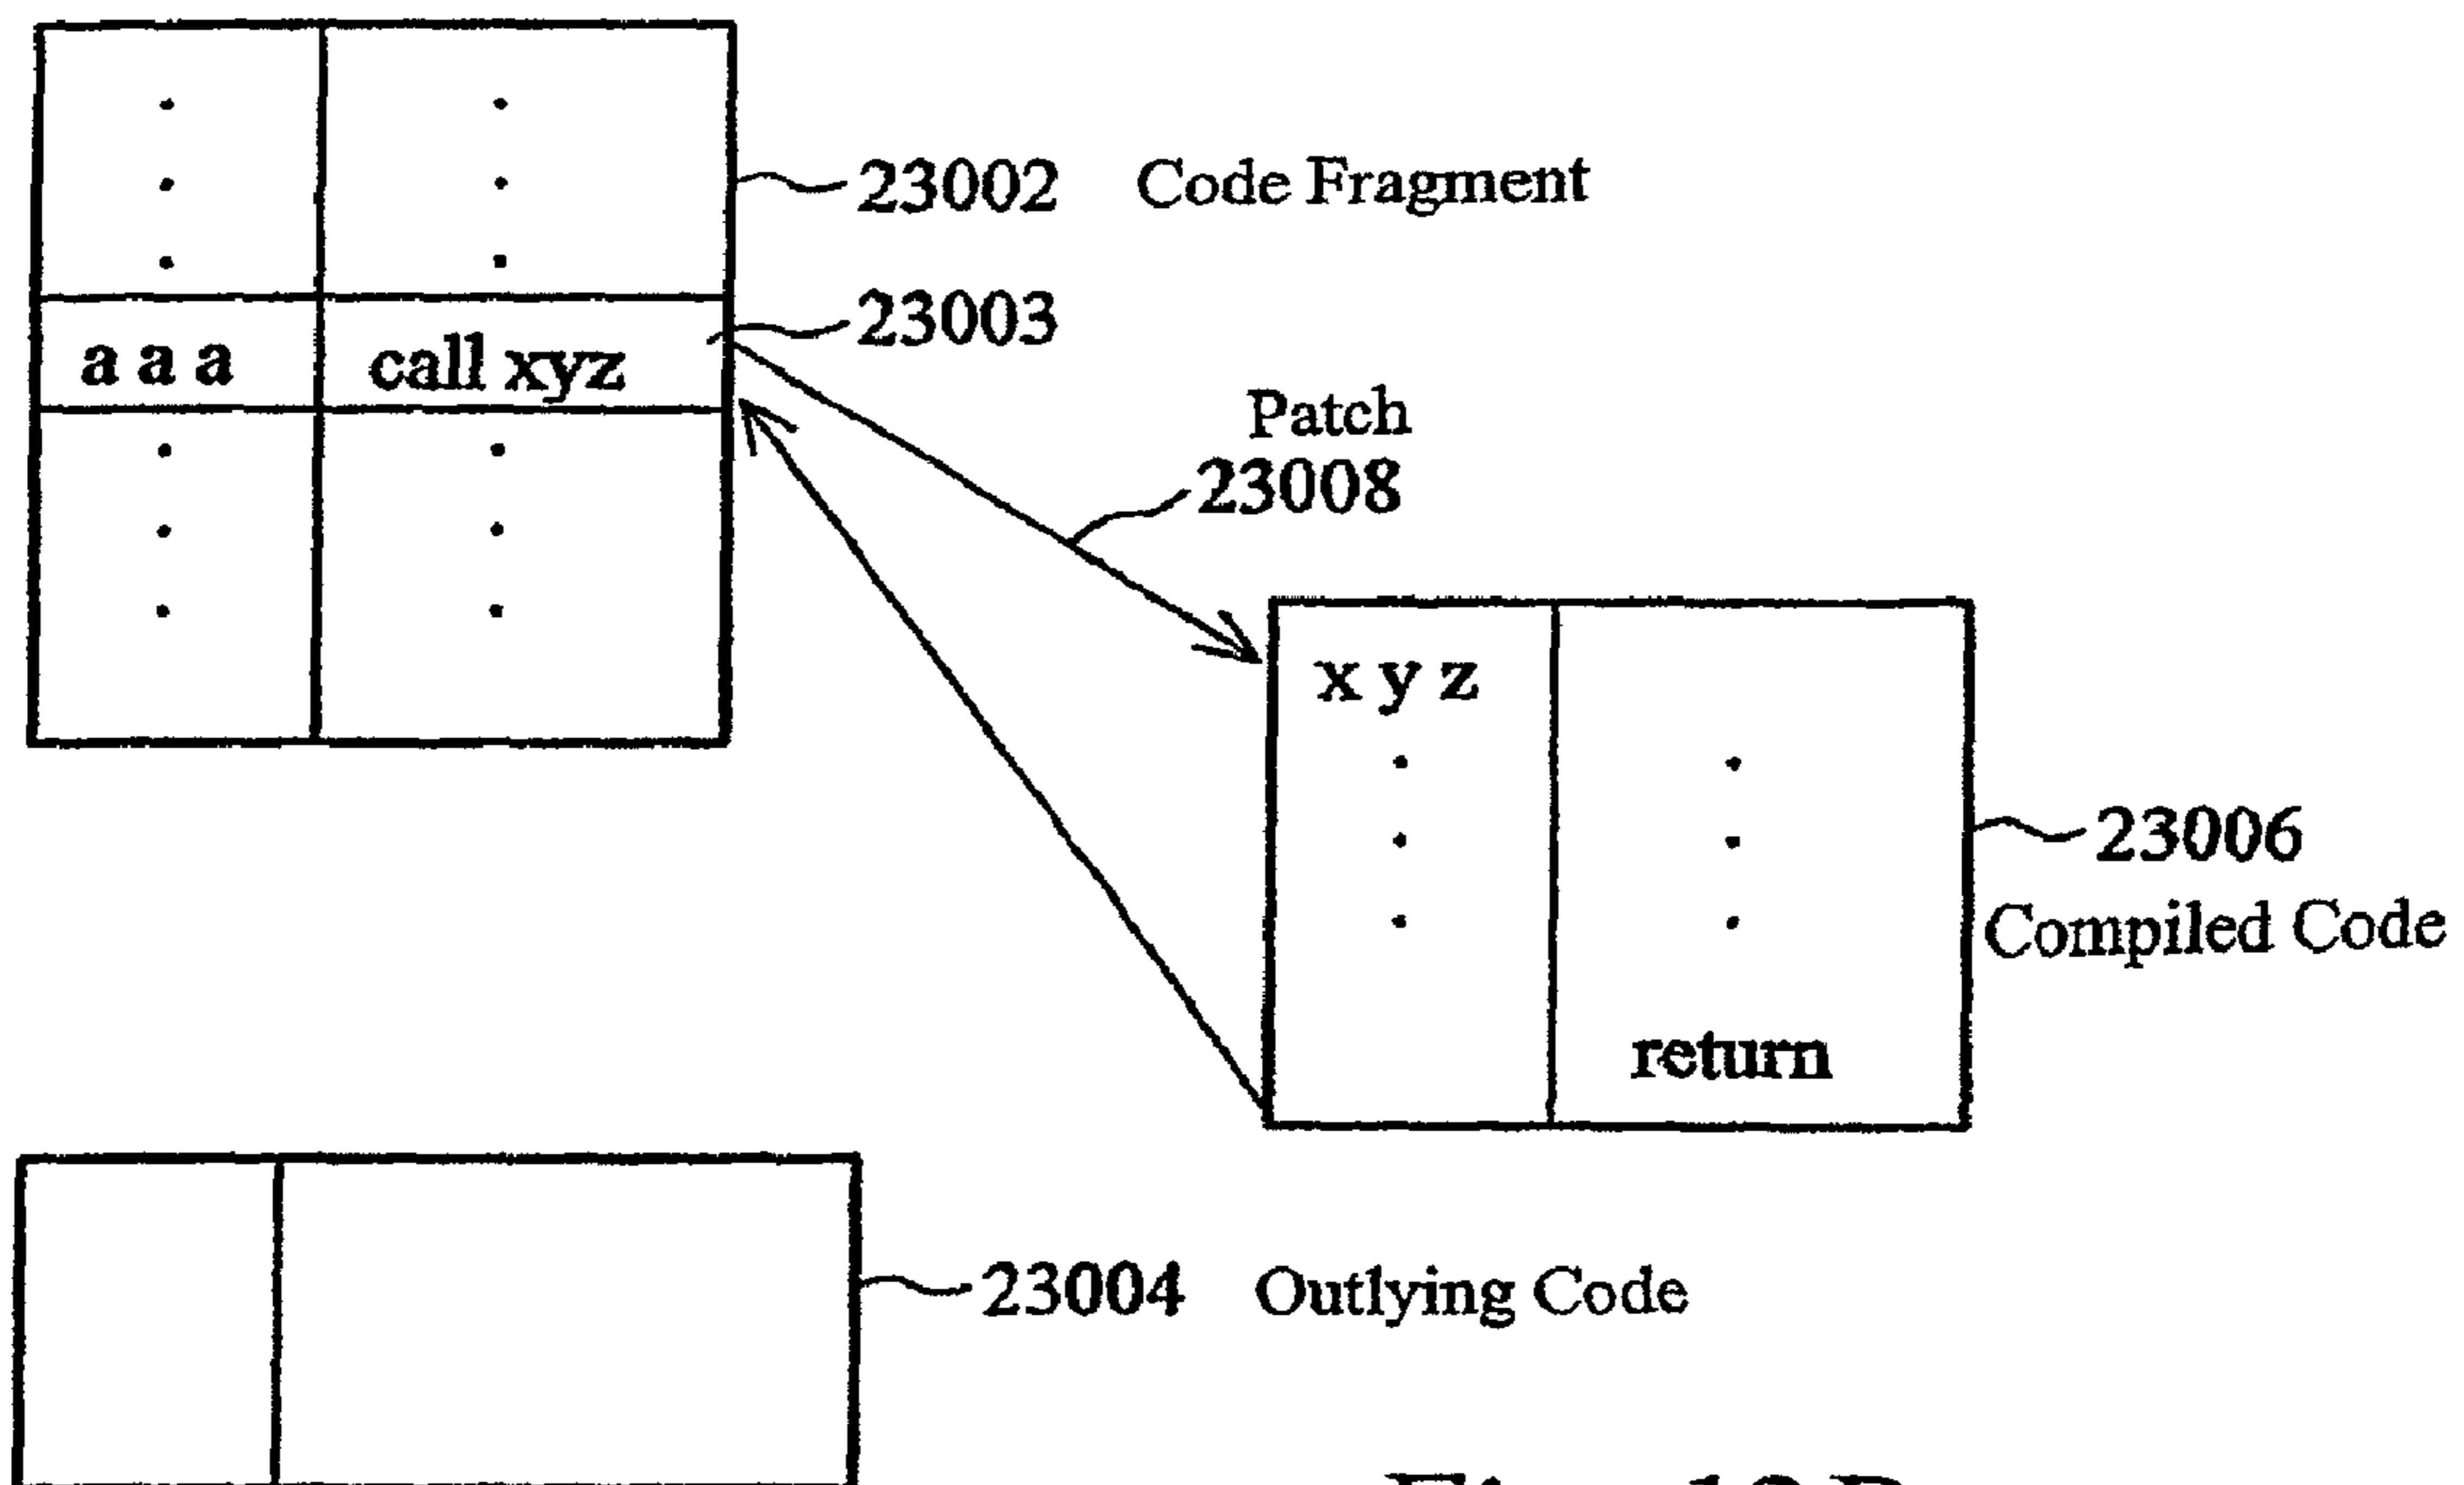 23002 Code Fragment
23003
a a a call xyz
Patch
23008
x y z
23006
Compiled Code
return
23004 Outlying Code